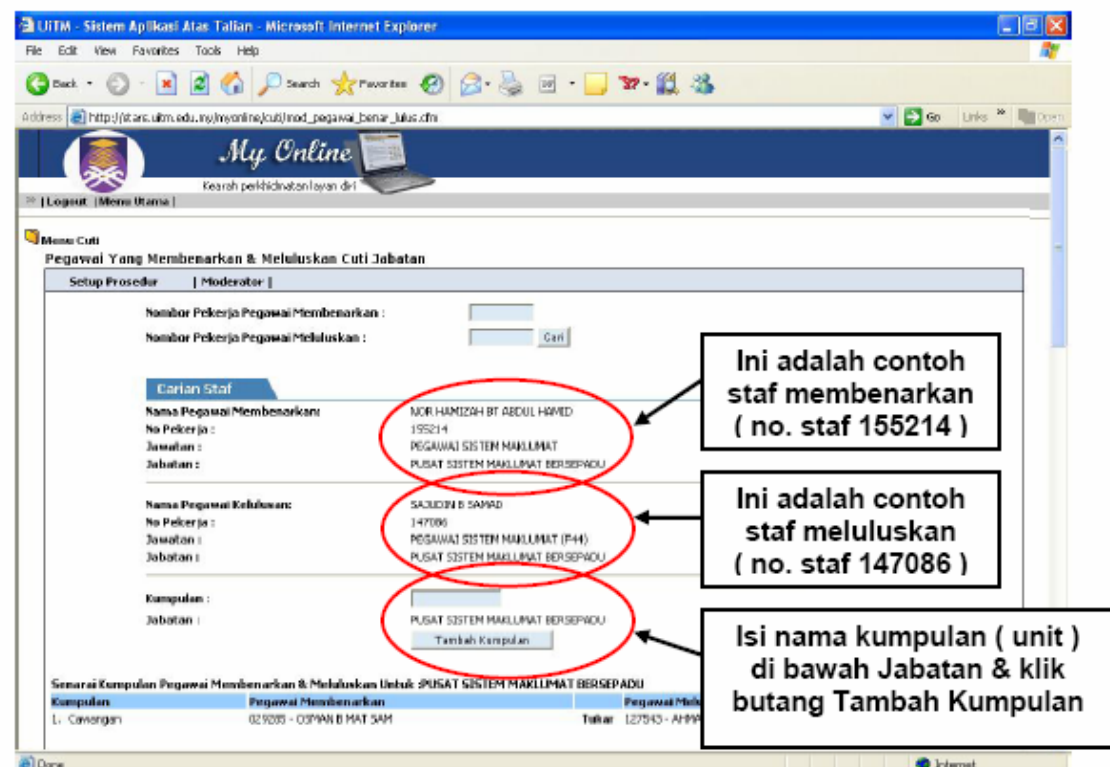 UiTM - Sistem Aplikasi Atas Talian - Microsoft Internet Explorer
File Edit View Favorites Tools Help
Back Search Favorites
Address http://stars.uitm.edu.my/myonline/cuti/mod_pegawai_benar_lulus.cfm Go Links
My Online
Kearah perkhidmatan layan diri
| Logout | Menu Utama |
Menu Cuti
Pegawai Yang Membenarkan & Meluluskan Cuti Jabatan
Setup Prosedur | Moderator |
Nombor Pekerja Pegawai Membenarkan :
Nombor Pekerja Pegawai Meluluskan : Cari
Carian Staf
Nama Pegawai Membenarkan: NOR HAMIZAH BT ABDUL HAMID
No Pekerja : 155214
Jawatan : PEGAWAI SISTEM MAKLUMAT
Jabatan : PUSAT SISTEM MAKLUMAT BERSEPADU
Ini adalah contoh
staf membenarkan
( no. staf 155214 )
Nama Pegawai Kelulusan: SAJUDIN B SAMAD
No Pekerja : 147086
Jawatan : PEGAWAI SISTEM MAKLUMAT (F44)
Jabatan : PUSAT SISTEM MAKLUMAT BERSEPADU
Ini adalah contoh
staf meluluskan
( no. staf 147086 )
Kumpulan :
Jabatan : PUSAT SISTEM MAKLUMAT BERSEPADU
Tambah Kumpulan
Isi nama kumpulan ( unit )
di bawah Jabatan & klik
butang Tambah Kumpulan
Senarai Kumpulan Pegawai Membenarkan & Meluluskan Untuk :PUSAT SISTEM MAKLUMAT BERSEPADU
Kumpulan Pegawai Membenarkan Pegawai
1. Cawangan 029285 - OSMAN B MAT SAM Tukar 127543 -
Done Internet